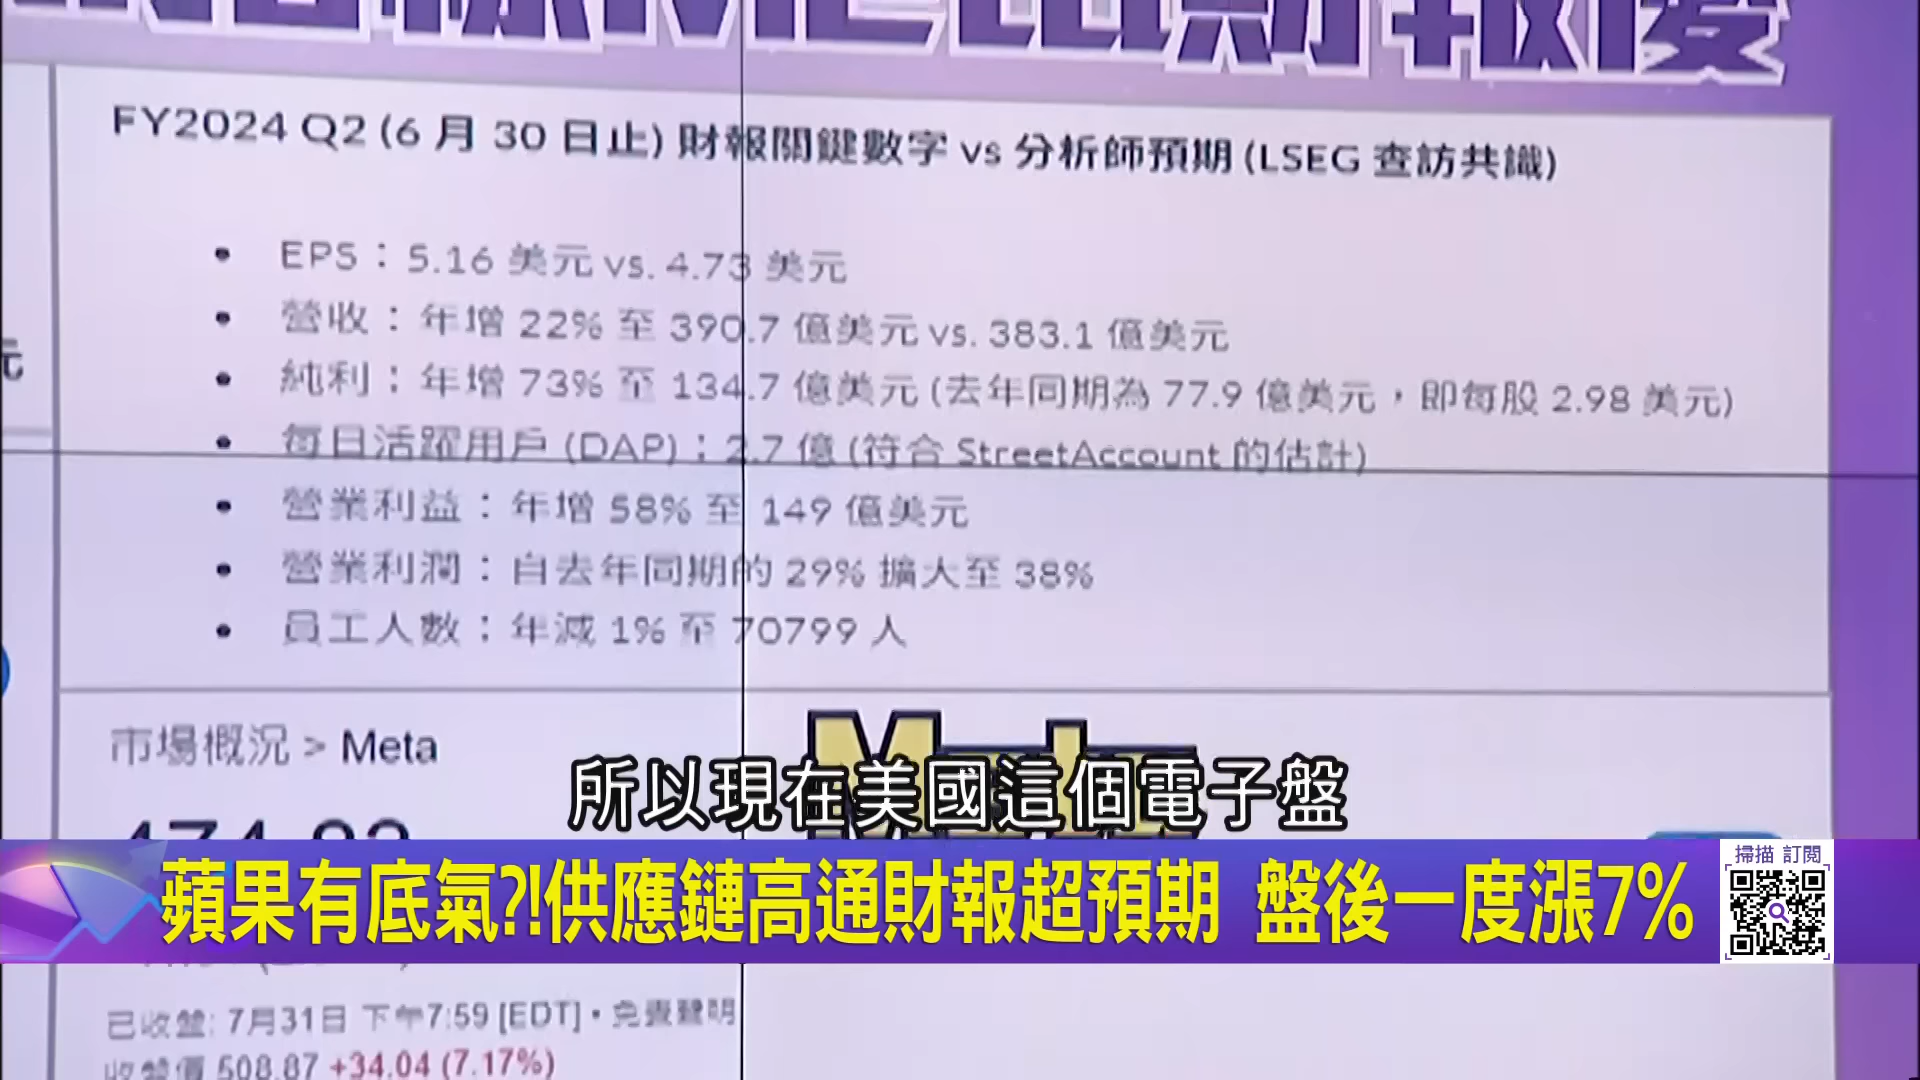 財報後
FY2024 Q2 (6 月 30 日止) 財報關鍵數字 vs 分析師預期 (LSEG 查訪共識)
• EPS：5.16 美元 vs. 4.73 美元
• 營收：年增 22% 至 390.7 億美元 vs. 383.1 億美元
元
• 純利：年增 73% 至 134.7 億美元 (去年同期為 77.9 億美元，即每股 2.98 美元)
• 每日活躍用戶 (DAP)：2.7 億 (符合 StreetAccount 的估計)
• 營業利益：年增 58% 至 149 億美元
• 營業利潤：自去年同期的 29% 擴大至 38%
• 員工人數：年減 1% 至 70799 人
市場概況 > Meta
所以現在美國這個電子盤
掃描 訂閱
蘋果有底氣?!供應鏈高通財報超預期 盤後一度漲7%
已收盤: 7月31日 下午7:59 [EDT] • 免責聲明
收盤價 508.87 +34.04 (7.17%)